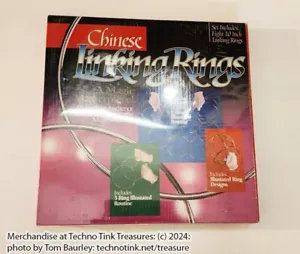 Set Includes
Eight 10 Inch
Linking Rings
Chinese
Linking Rings
Includes
3 Ring Illustrated
Routine
Includes
Illustrated Ring
Designs
Merchandise at Techno Tink Treasures: (c) 2024:
photo by Tom Baurley: technotink.net/treasure